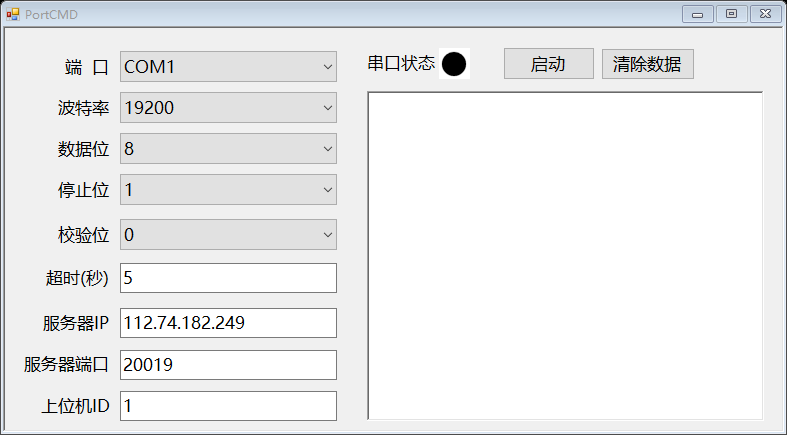 PortCMD
端 口 COM1
波特率 19200
数据位 8
停止位 1
校验位 0
超时(秒) 5
服务器IP 112.74.182.249
服务器端口 20019
上位机ID 1
串口状态 启动 清除数据